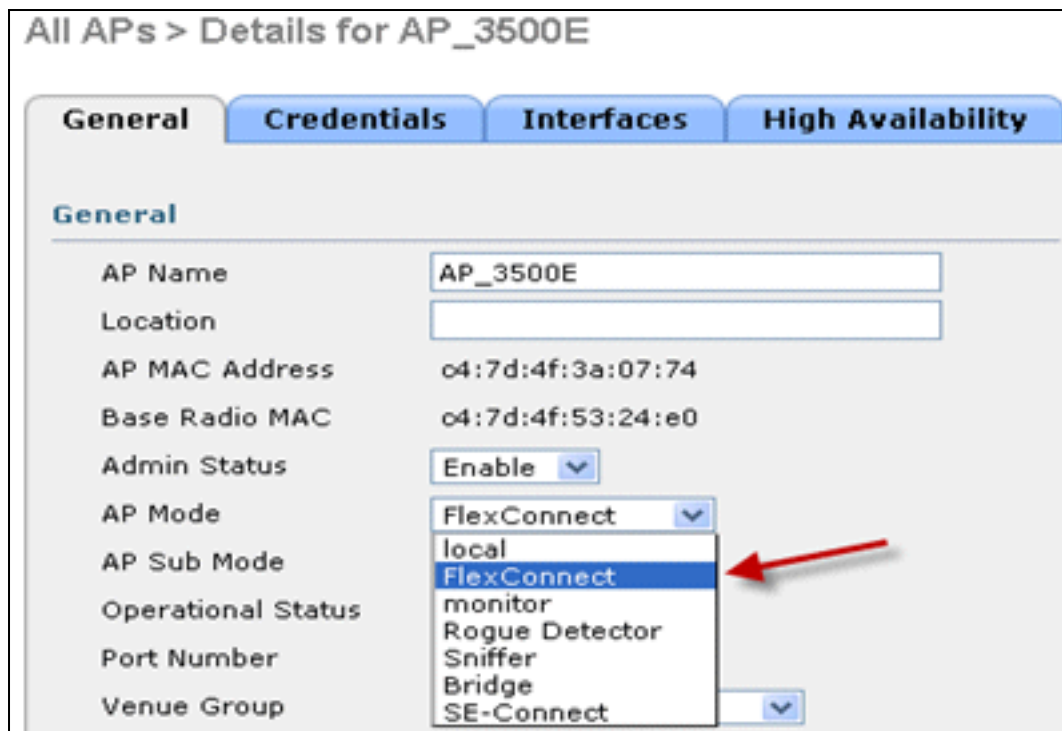 All APs > Details for AP_3500E
General Credentials Interfaces High Availability
General
AP Name AP_3500E
Location
AP MAC Address c4:7d:4f:3a:07:74
Base Radio MAC c4:7d:4f:53:24:e0
Admin Status Enable
AP Mode FlexConnect
AP Sub Mode
Operational Status
Port Number
Venue Group
local
FlexConnect
monitor
Rogue Detector
Sniffer
Bridge
SE-Connect